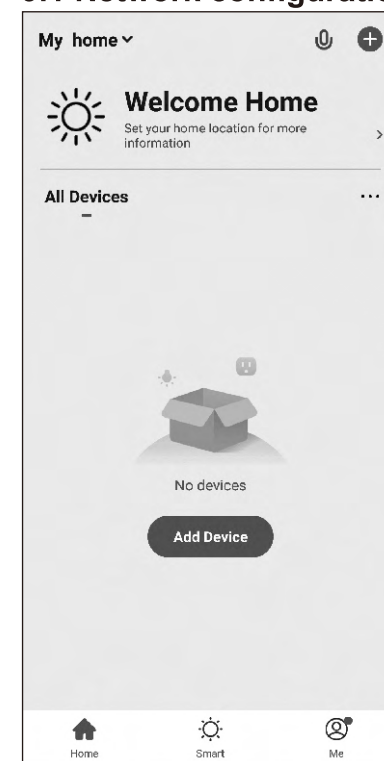 My home
Welcome Home
Set your home location for more
information
All Devices
No devices
Add Device
Home
Smart
Me